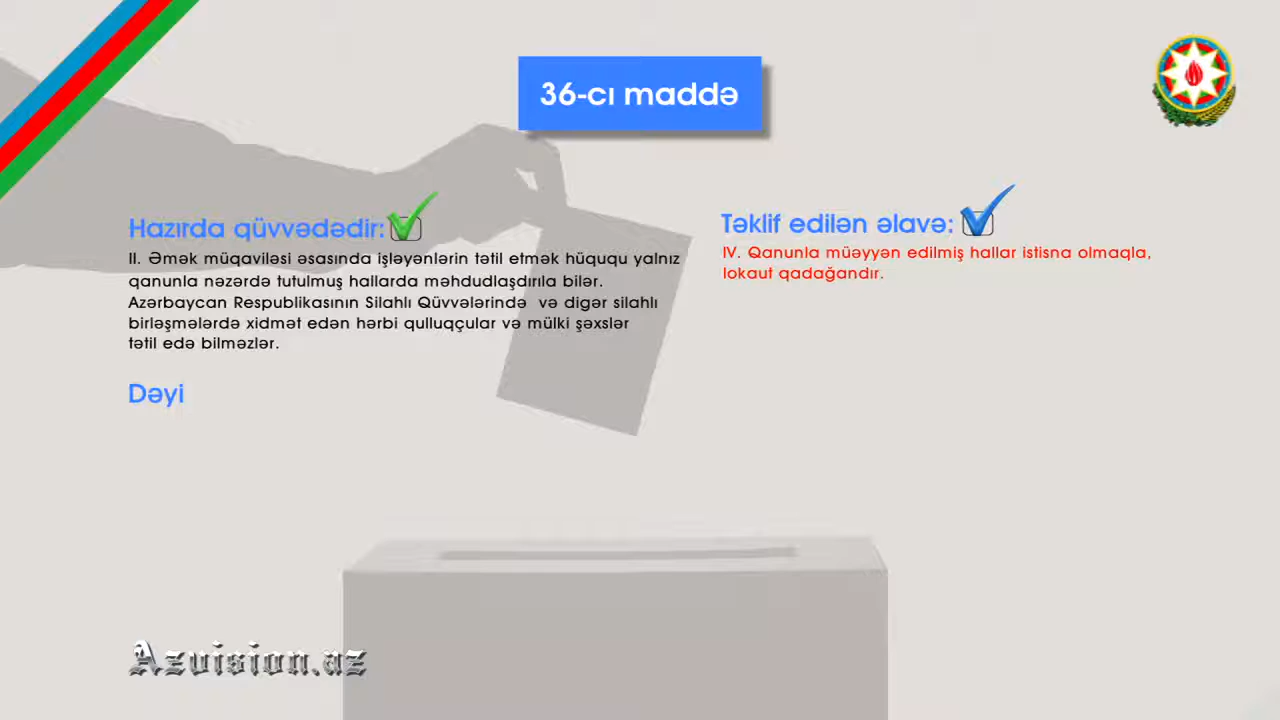 36-cı maddə
Hazırda qüvvədədir:
II. Əmək müqaviləsi əsasında işləyənlərin tətil etmək hüququ yalnız
qanunla nəzərdə tutulmuş hallarda məhdudlaşdırıla bilər.
Azərbaycan Respublikasının Silahlı Qüvvələrində və digər silahlı
birləşmələrdə xidmət edən hərbi qulluqçular və mülki şəxslər
tətil edə bilməzlər.
Dəyi
Təklif edilən əlavə:
IV. Qanunla müəyyən edilmiş hallar istisna olmaqla,
lokaut qadağandır.
Azvision.az